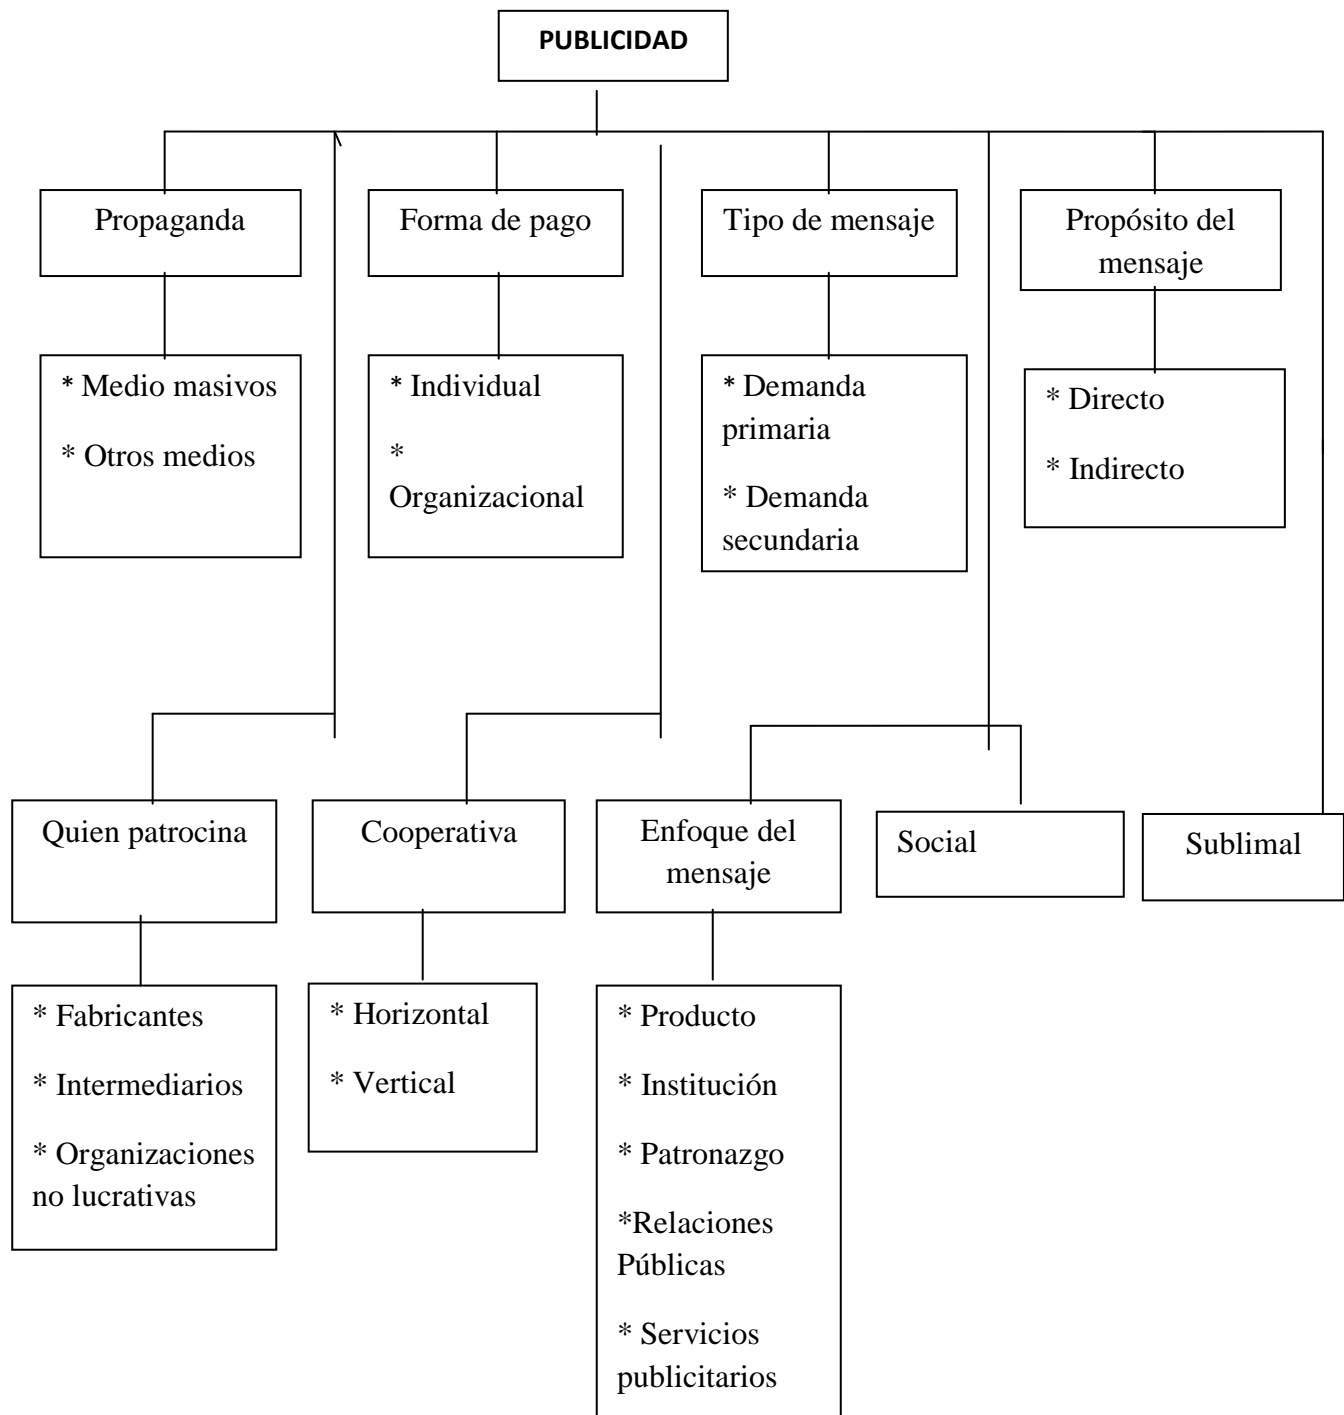 PUBLICIDAD
Propaganda
Forma de pago
Tipo de mensaje
Propósito del
mensaje
* Medio masivos
* Otros medios
* Individual
*
Organizacional
* Demanda
primaria
* Demanda
secundaria
* Directo
* Indirecto
Quien patrocina
Cooperativa
Enfoque del
mensaje
Social
Sublimal
* Fabricantes
* Intermediarios
* Organizaciones
no lucrativas
* Horizontal
* Vertical
* Producto
* Institución
* Patronazgo
*Relaciones
Públicas
* Servicios
publicitarios